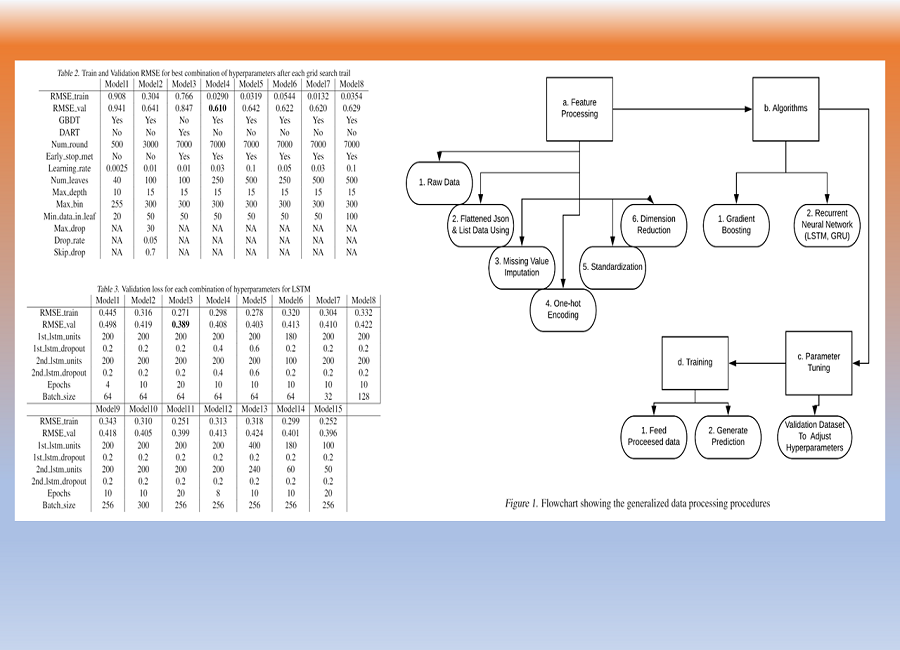 Table 2. Train and Validation RMSE for best combination of hyperparameters after each grid search trail
Model1 Model2 Model3 Model4 Model5 Model6 Model7 Model8
RMSE_train 0.908 0.304 0.766 0.0290 0.0319 0.0544 0.0132 0.0354
RMSE_val 0.941 0.641 0.847 0.610 0.642 0.622 0.620 0.629
GBDT Yes Yes No Yes Yes Yes Yes Yes
DART No No Yes No No No No No
Num_round 500 3000 7000 7000 7000 7000 7000 7000
Early_stop_met No No Yes Yes Yes Yes Yes Yes
Learning_rate 0.0025 0.01 0.01 0.03 0.1 0.05 0.03 0.1
Num_leaves 40 100 100 250 500 250 500 500
Max_depth 10 15 15 15 15 15 15 15
Max_bin 255 300 300 300 300 300 300 300
Min_data_in_leaf 20 50 50 50 50 50 50 100
Max_drop NA 30 NA NA NA NA NA NA
Drop_rate NA 0.05 NA NA NA NA NA NA
Skip_drop NA 0.7 NA NA NA NA NA NA
Table 3. Validation loss for each combination of hyperparameters for LSTM
Model1 Model2 Model3 Model4 Model5 Model6 Model7 Model8
RMSE_train 0.445 0.316 0.271 0.298 0.278 0.320 0.304 0.332
RMSE_val 0.498 0.419 0.389 0.408 0.403 0.413 0.410 0.422
1st_lstm_units 200 200 200 200 200 180 200 200
1st_lstm_dropout 0.2 0.2 0.2 0.4 0.6 0.2 0.2 0.2
2nd_lstm_units 200 200 200 200 200 100 200 200
2nd_lstm_dropout 0.2 0.2 0.2 0.4 0.6 0.2 0.2 0.2
Epochs 4 10 20 10 10 10 10 10
Batch_size 64 64 64 64 64 64 32 128
Model9 Model10 Model11 Model12 Model13 Model14 Model15
RMSE_train 0.343 0.310 0.251 0.313 0.318 0.299 0.252
RMSE_val 0.418 0.405 0.399 0.413 0.424 0.401 0.396
1st_lstm_units 200 200 200 200 400 180 100
1st_lstm_dropout 0.2 0.2 0.2 0.2 0.2 0.2 0.2
2nd_lstm_units 200 200 200 200 240 60 50
2nd_lstm_dropout 0.2 0.2 0.2 0.2 0.2 0.2 0.2
Epochs 10 10 20 8 10 10 20
Batch_size 256 300 256 256 256 256 256
a. Feature
Processing
b. Algorithms
1. Raw Data
2. Flattened Json
& List Data Using
3. Missing Value
Imputation
4. One-hot
Encoding
5. Standardization
6. Dimension
Reduction
1. Gradient
Boosting
2. Recurrent
Neural Network
(LSTM, GRU)
d. Training
c. Parameter
Tuning
1. Feed
Proceesed data
2. Generate
Prediction
Validation Dataset
To Adjust
Hyperparameters
Figure 1. Flowchart showing the generalized data processing procedures